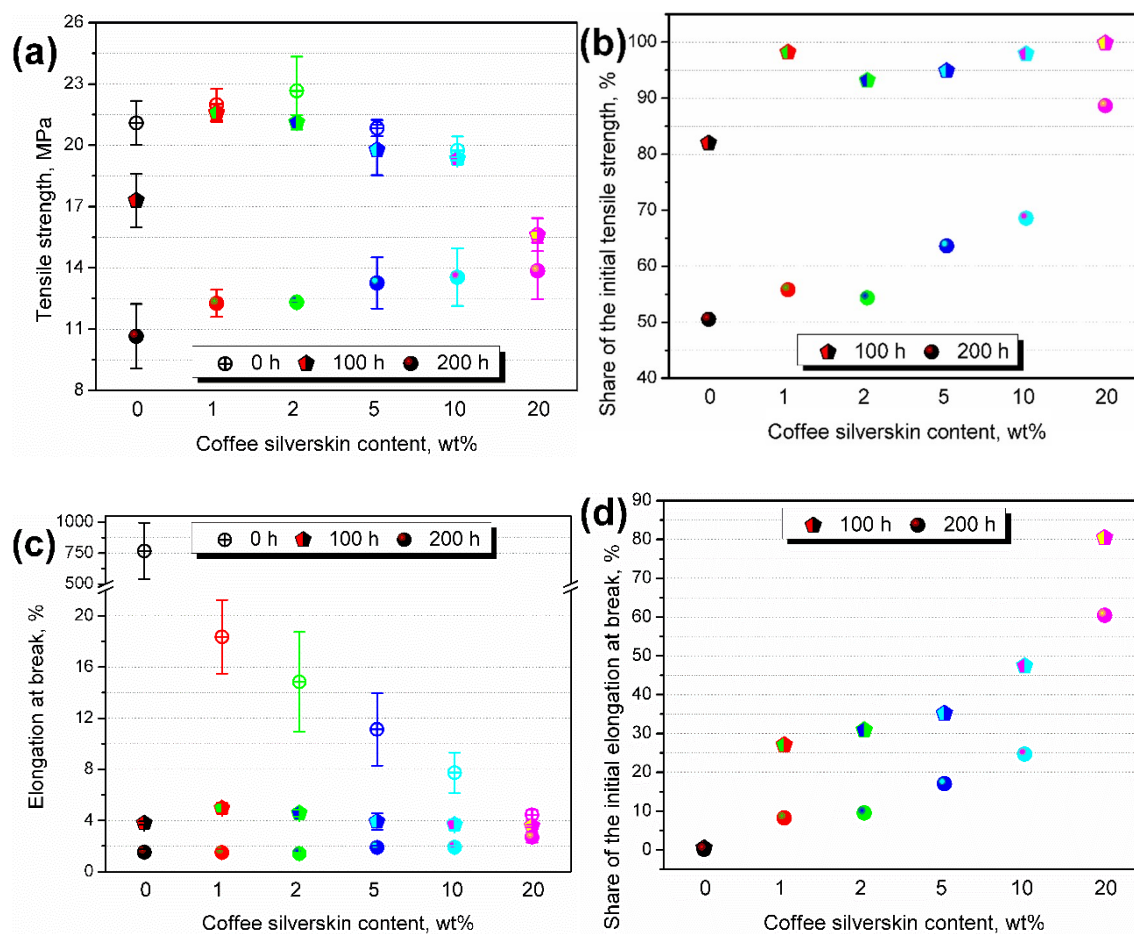 (a)
26
23
20
17
14
11
8
Tensile strength, MPa
0 h 100 h 200 h
0 1 2 5 10 20
Coffee silverskin content, wt%
(b)
100
90
80
70
60
50
40
Share of the initial tensile strength, %
100 h 200 h
0 1 2 5 10 20
Coffee silverskin content, wt%
(c)
1000
750
500
20
16
12
8
4
0
Elongation at break, %
0 h 100 h 200 h
0 1 2 5 10 20
Coffee silverskin content, wt%
(d)
90
80
70
60
50
40
30
20
10
0
Share of the initial elongation at break, %
100 h 200 h
0 1 2 5 10 20
Coffee silverskin content, wt%